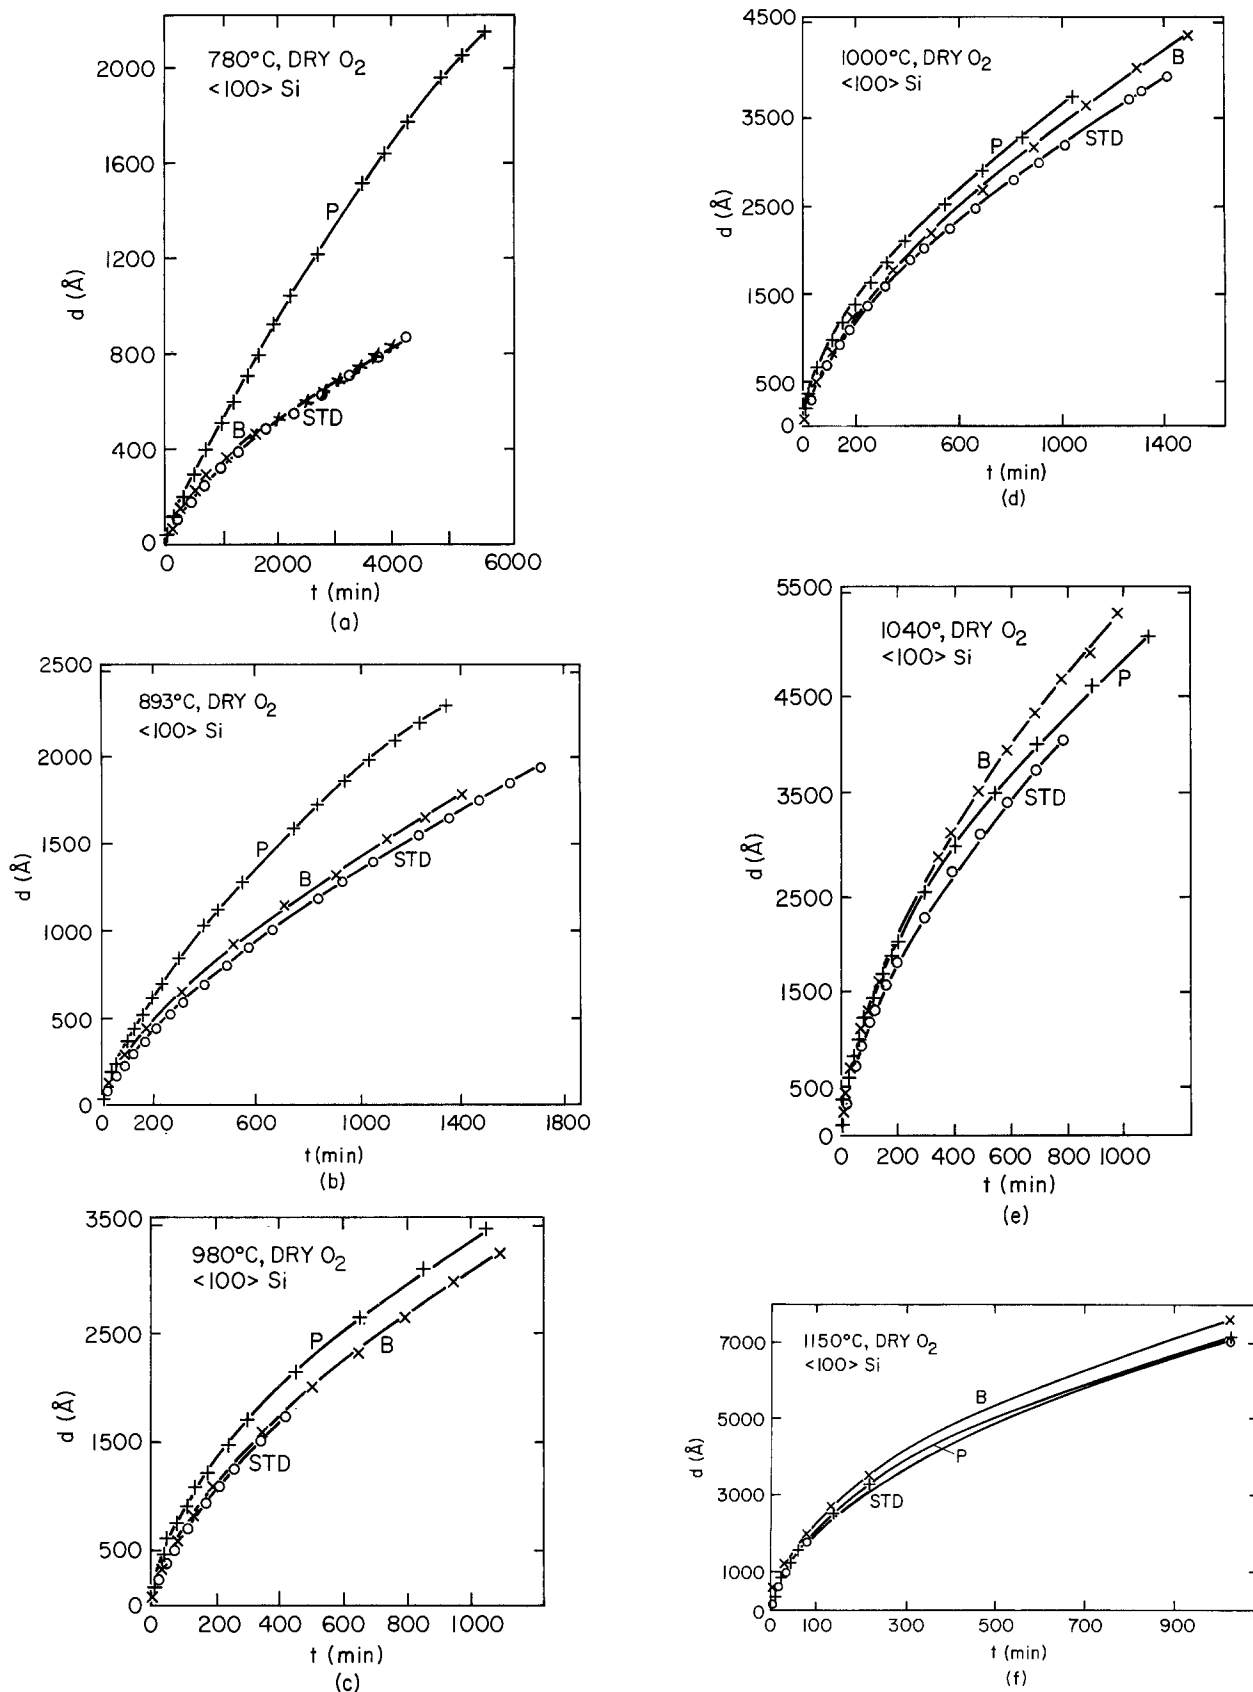 780°C, DRY O2
<100> Si
2000
1600
1200
800
400
0
d (Å)
P
B
STD
0 2000 4000 6000
t (min)
(a)
893°C, DRY O2
<100> Si
2500
2000
1500
1000
500
0
d (Å)
P
B
STD
0 200 600 1000 1400 1800
t (min)
(b)
980°C, DRY O2
<100> Si
3500
2500
1500
500
0
d (Å)
P
B
STD
0 200 400 600 800 1000
t (min)
(c)
1000°C, DRY O2
<100> Si
4500
3500
2500
1500
500
0
d (Å)
P
B
STD
0 200 600 1000 1400
t (min)
(d)
1040°, DRY O2
<100> Si
5500
4500
3500
2500
1500
500
0
d (Å)
B
P
STD
0 200 400 600 800 1000
t (min)
(e)
1150°C, DRY O2
<100> Si
7000
5000
3000
1000
0
d (Å)
B
P
STD
0 100 300 500 700 900
t (min)
(f)